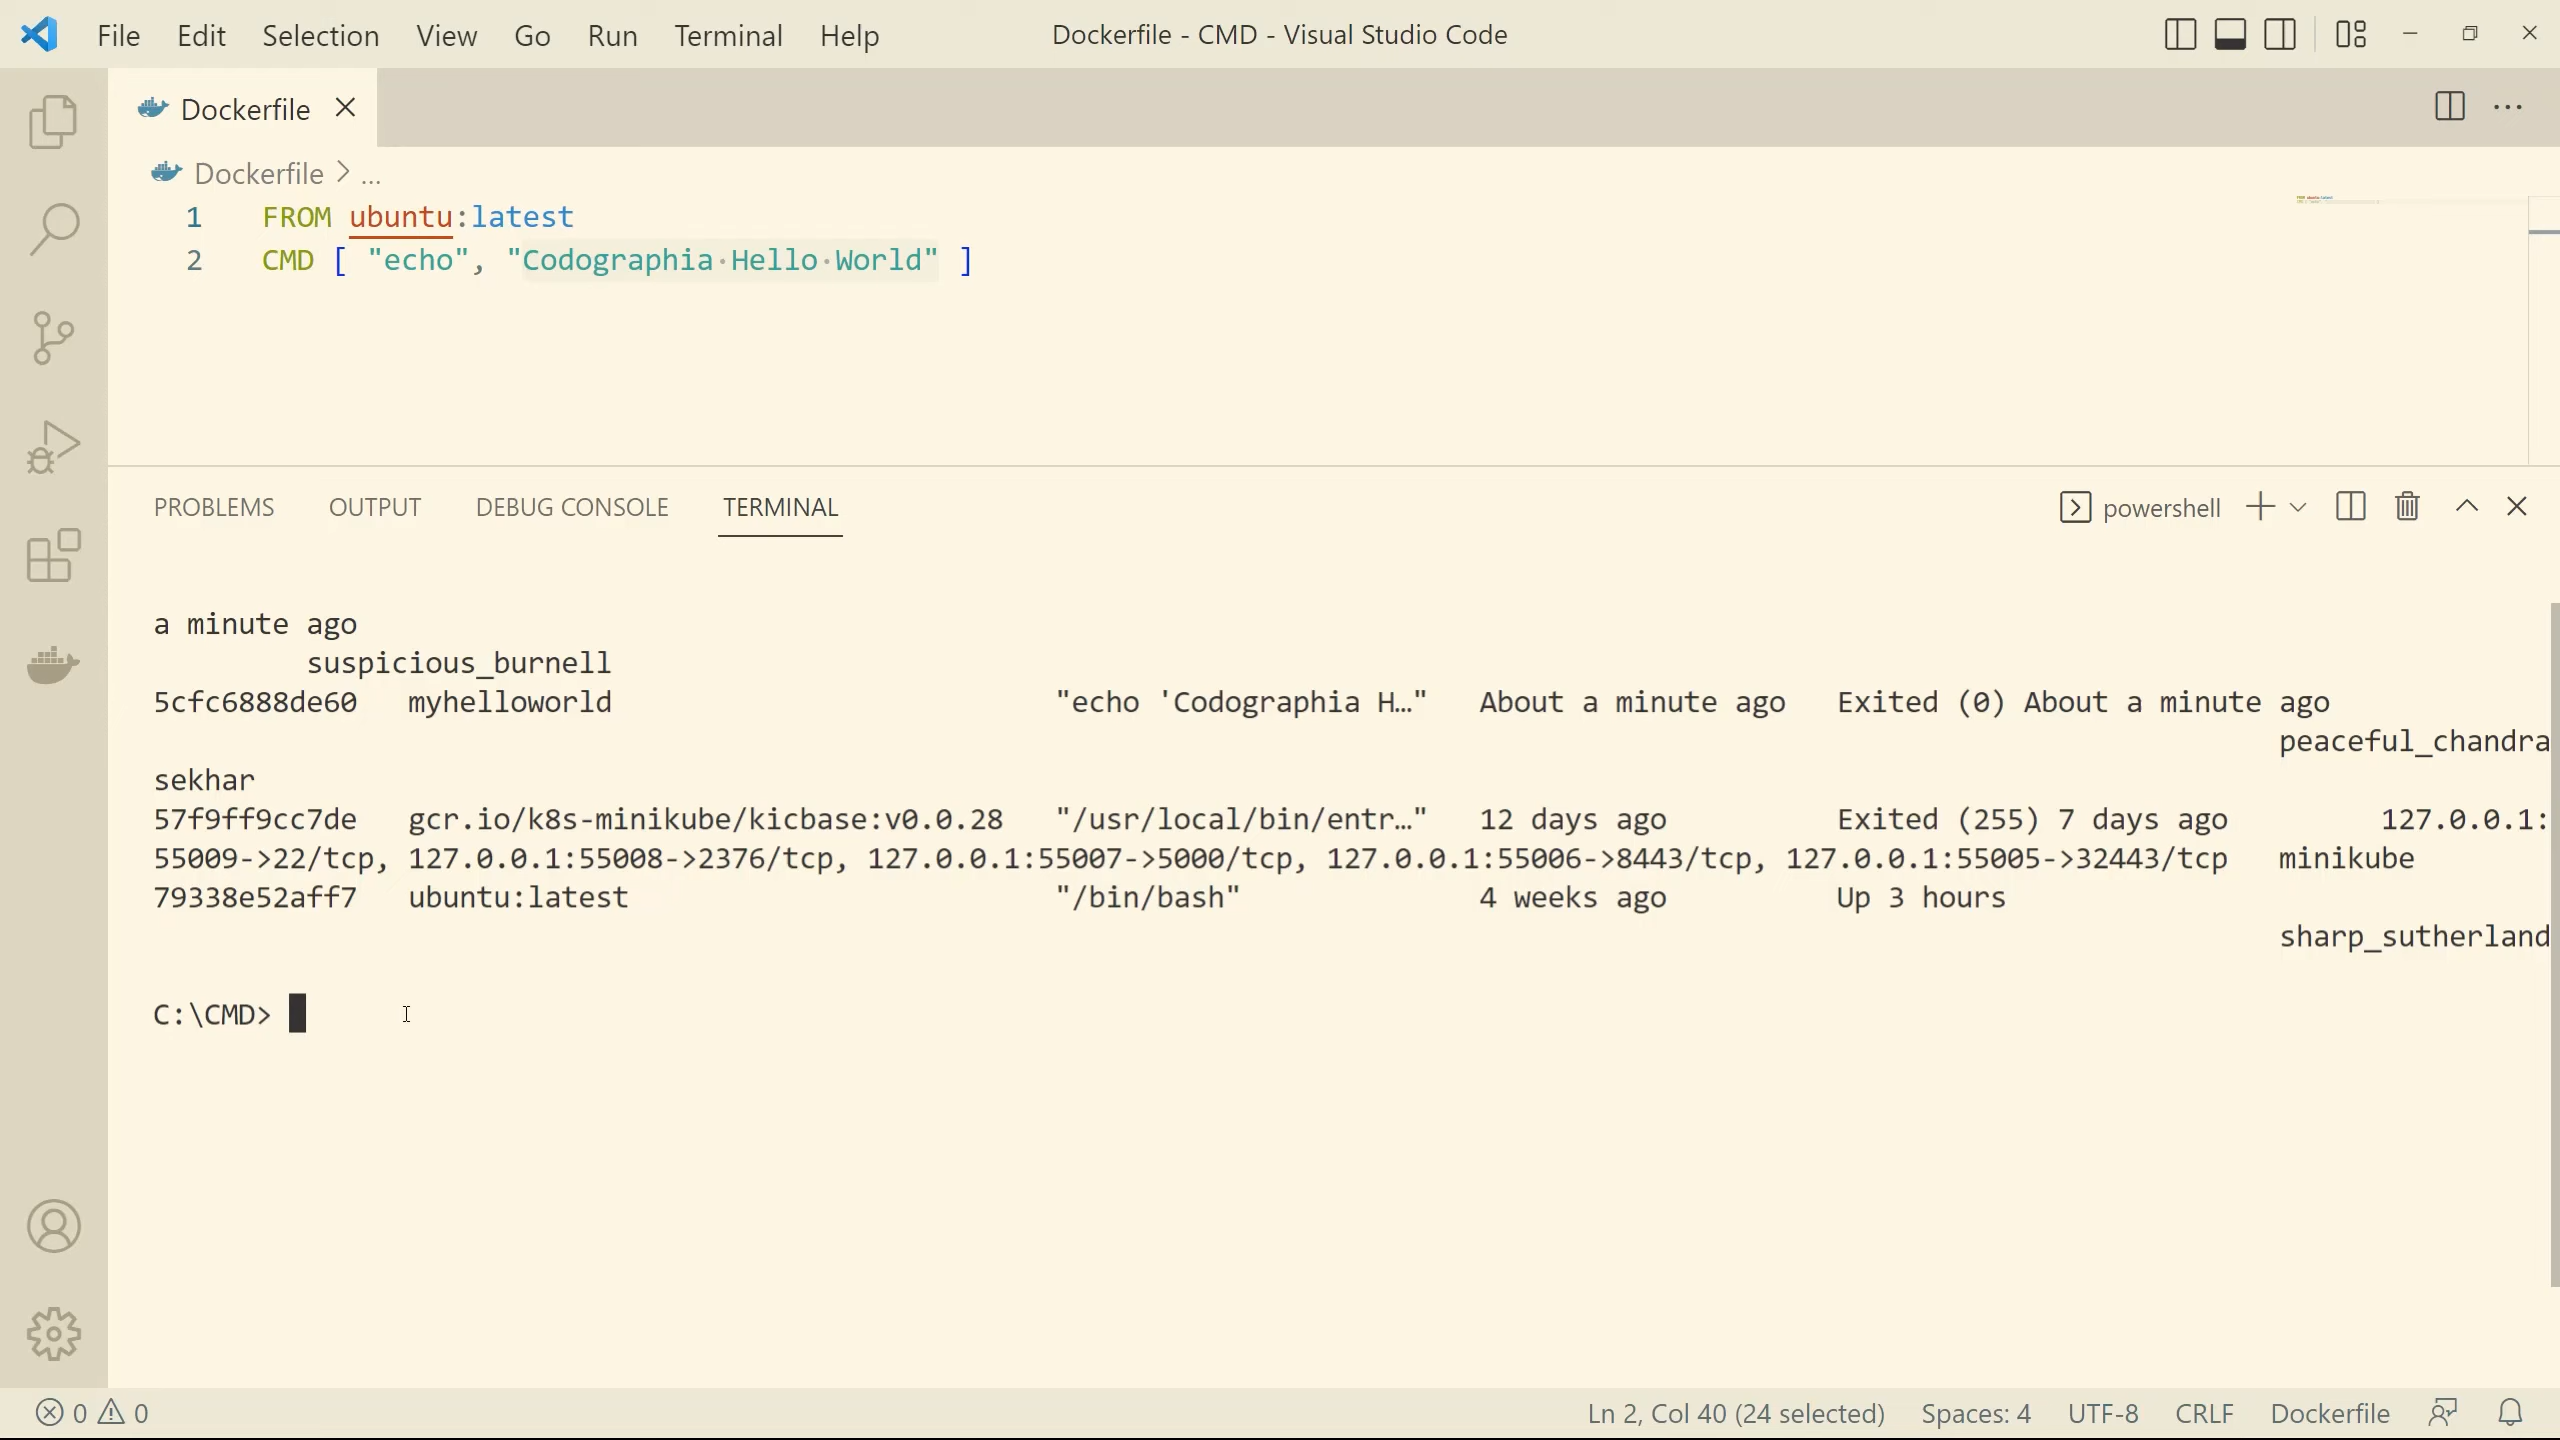 File Edit Selection View Go Run Terminal Help Dockerfile - CMD - Visual Studio Code
Dockerfile
Dockerfile > ...
1 FROM ubuntu:latest
2 CMD [ "echo", "Codographia·Hello·World" ]
PROBLEMS OUTPUT DEBUG CONSOLE TERMINAL powershell
a minute ago
suspicious_burnell
5cfc6888de60 myhelloworld "echo 'Codographia H…" About a minute ago Exited (0) About a minute ago
peaceful_chandra
sekhar
57f9ff9cc7de gcr.io/k8s-minikube/kicbase:v0.0.28 "/usr/local/bin/entr…" 12 days ago Exited (255) 7 days ago 127.0.0.1:
55009->22/tcp, 127.0.0.1:55008->2376/tcp, 127.0.0.1:55007->5000/tcp, 127.0.0.1:55006->8443/tcp, 127.0.0.1:55005->32443/tcp minikube
79338e52aff7 ubuntu:latest "/bin/bash" 4 weeks ago Up 3 hours
sharp_sutherland
C:\CMD>
0 0 Ln 2, Col 40 (24 selected) Spaces: 4 UTF-8 CRLF Dockerfile